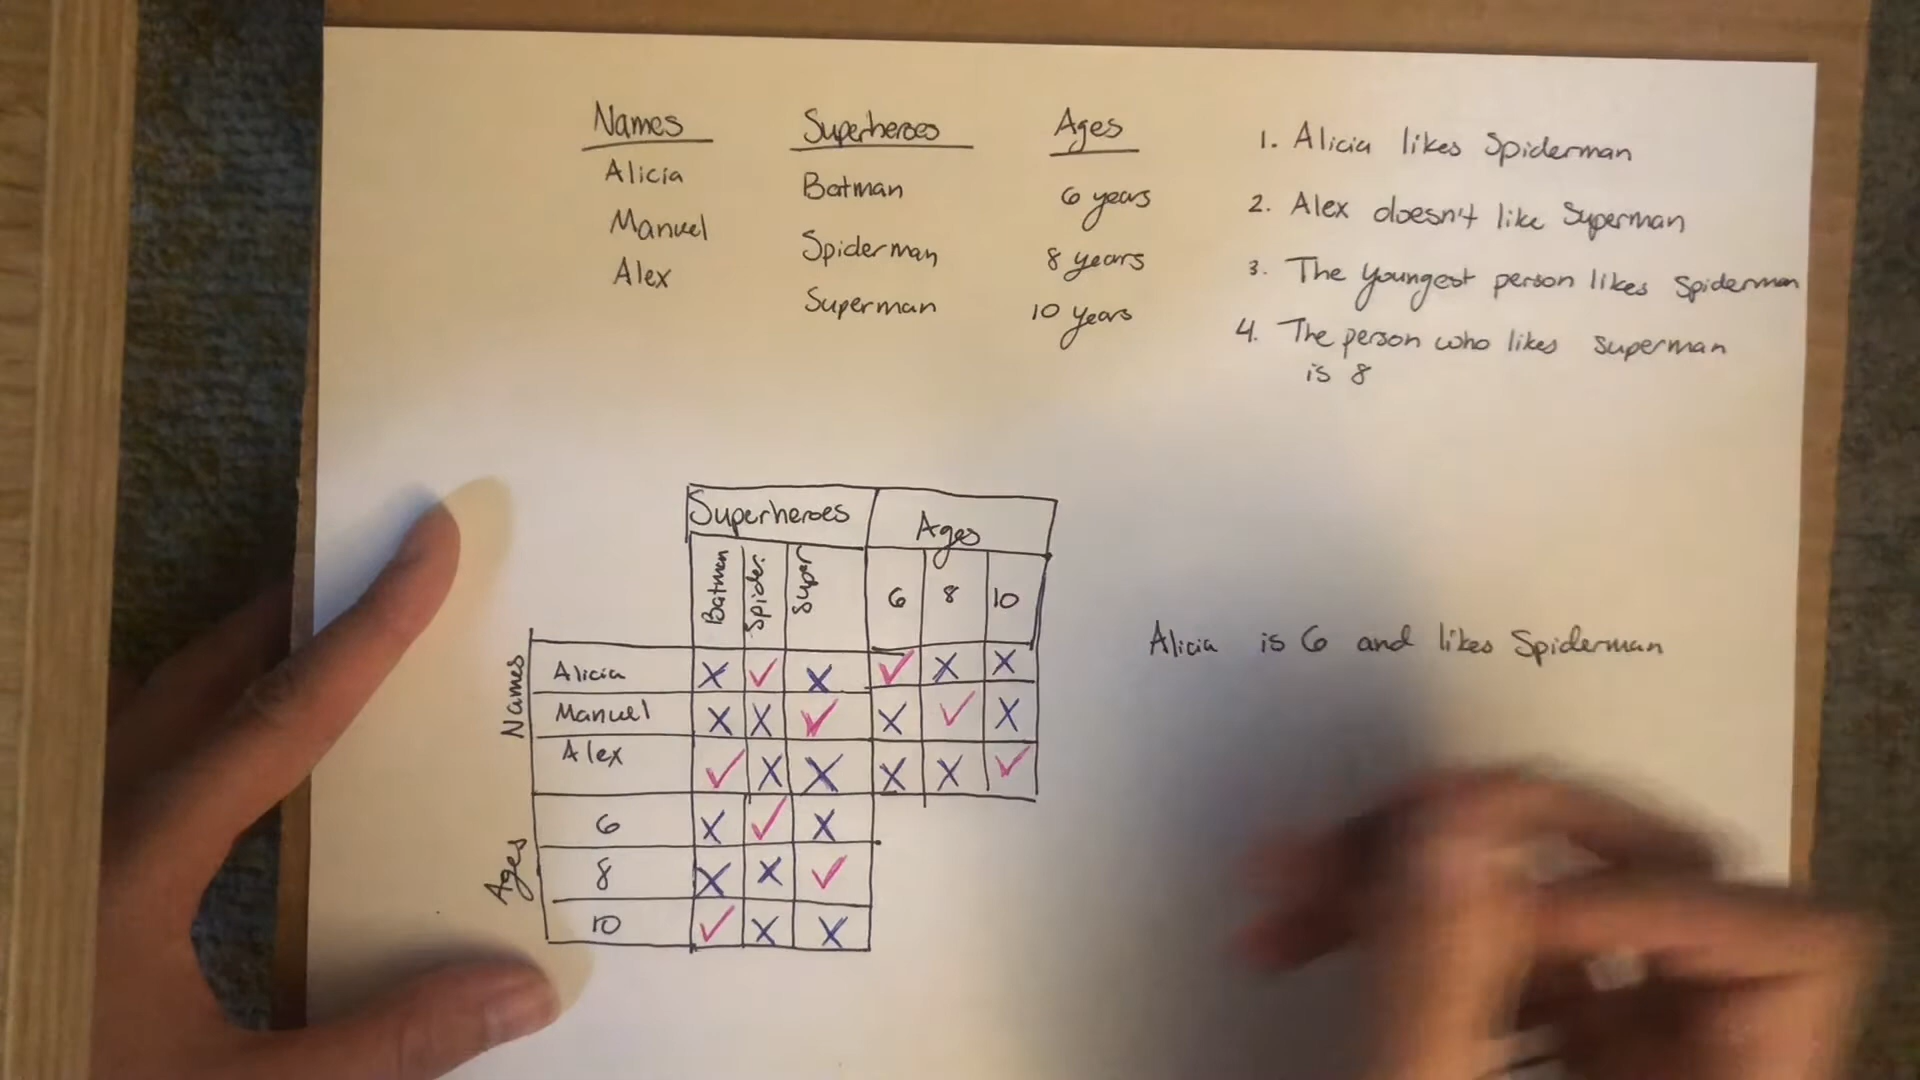 Names Superheroes Ages
Alicia Batman 6 years
Manuel Spiderman 8 years
Alex Superman 10 years
1. Alicia likes Spiderman
2. Alex doesn't like Superman
3. The youngest person likes Spiderman
4. The person who likes Superman
is 8
Superheroes Ages
Batman Spider. Super 6 8 10
Names
Alicia X ✓ X ✓ X X
Manuel X X ✓ X ✓ X
Alex ✓ X X X X ✓
Ages
6 X ✓ X
8 X X ✓
10 ✓ X X
Alicia is 6 and likes Spiderman